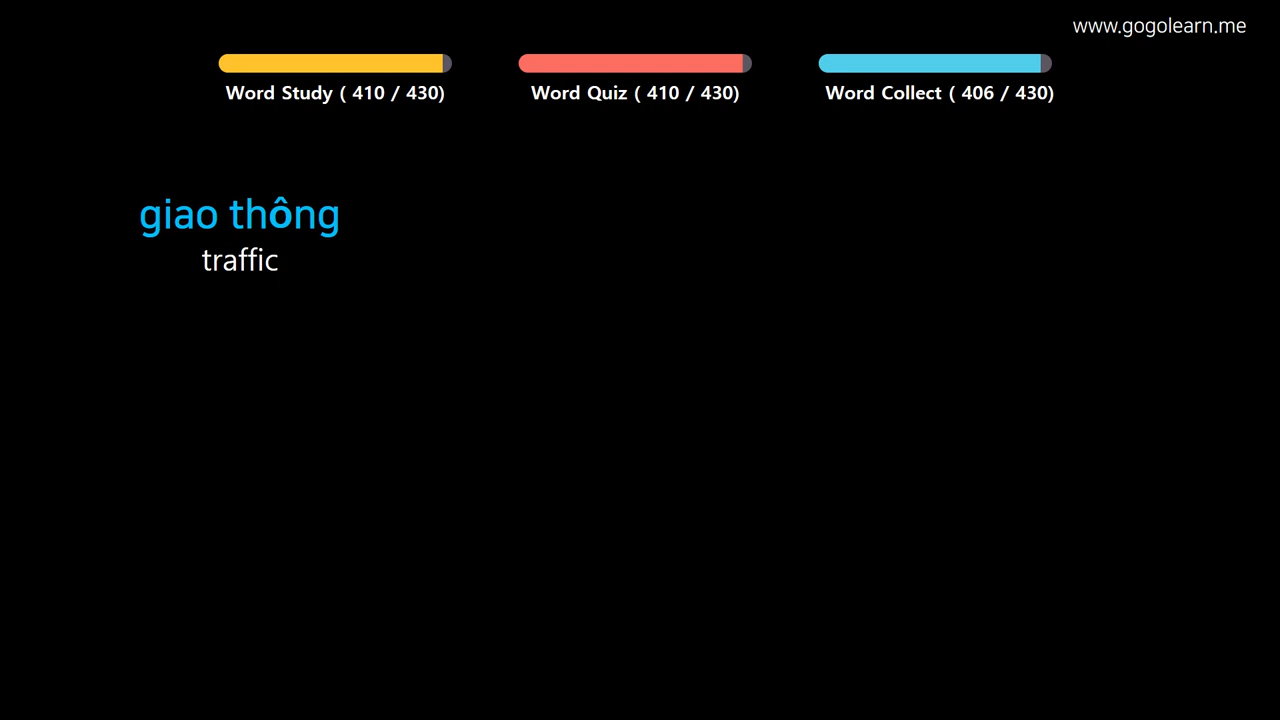 www.gogolearn.me
Word Study ( 410 / 430)
Word Quiz ( 410 / 430)
Word Collect ( 406 / 430)
giao thông
traffic